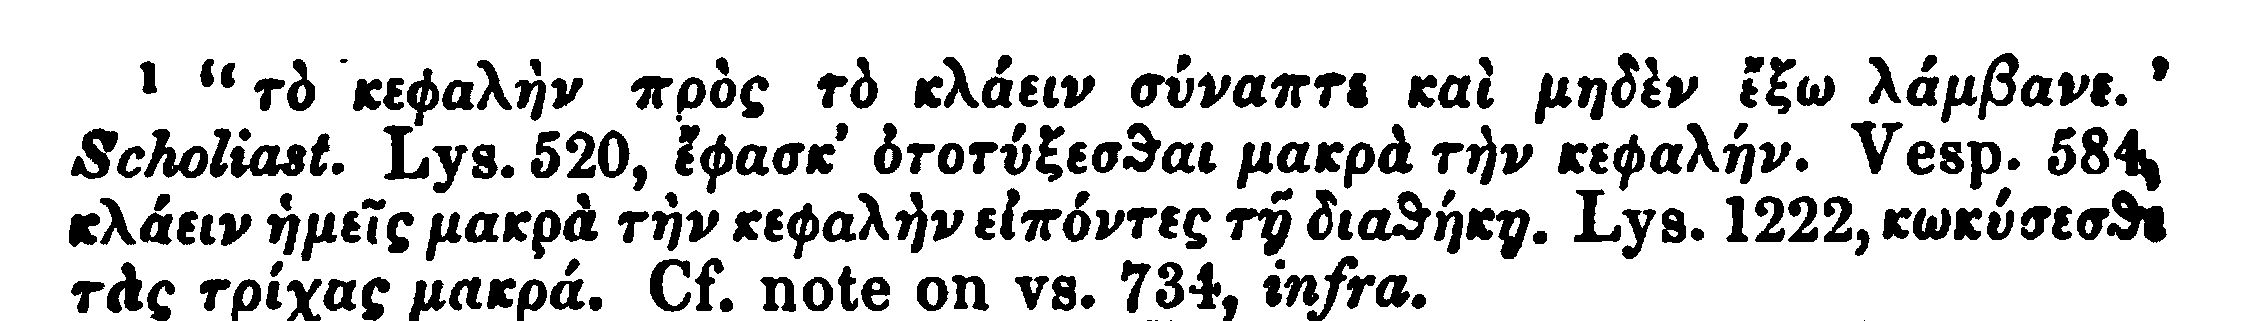 ¹ “τὸ κεφαλὴν πρὸς τὸ κλάειν σύναπτε καὶ μηδὲν ἔξω λάμβανε.’
Scholiast. Lys. 520, ἔφασκ’ ὀτοτύξεσθαι μακρὰ τὴν κεφαλήν. Vesp. 584,
κλάειν ἡμεῖς μακρὰ τὴν κεφαλὴν εἰπόντες τῇ διαθήκῃ. Lys. 1222, κωκύσεσθε
τὰς τρίχας μακρά. Cf. note on vs. 734, infra.